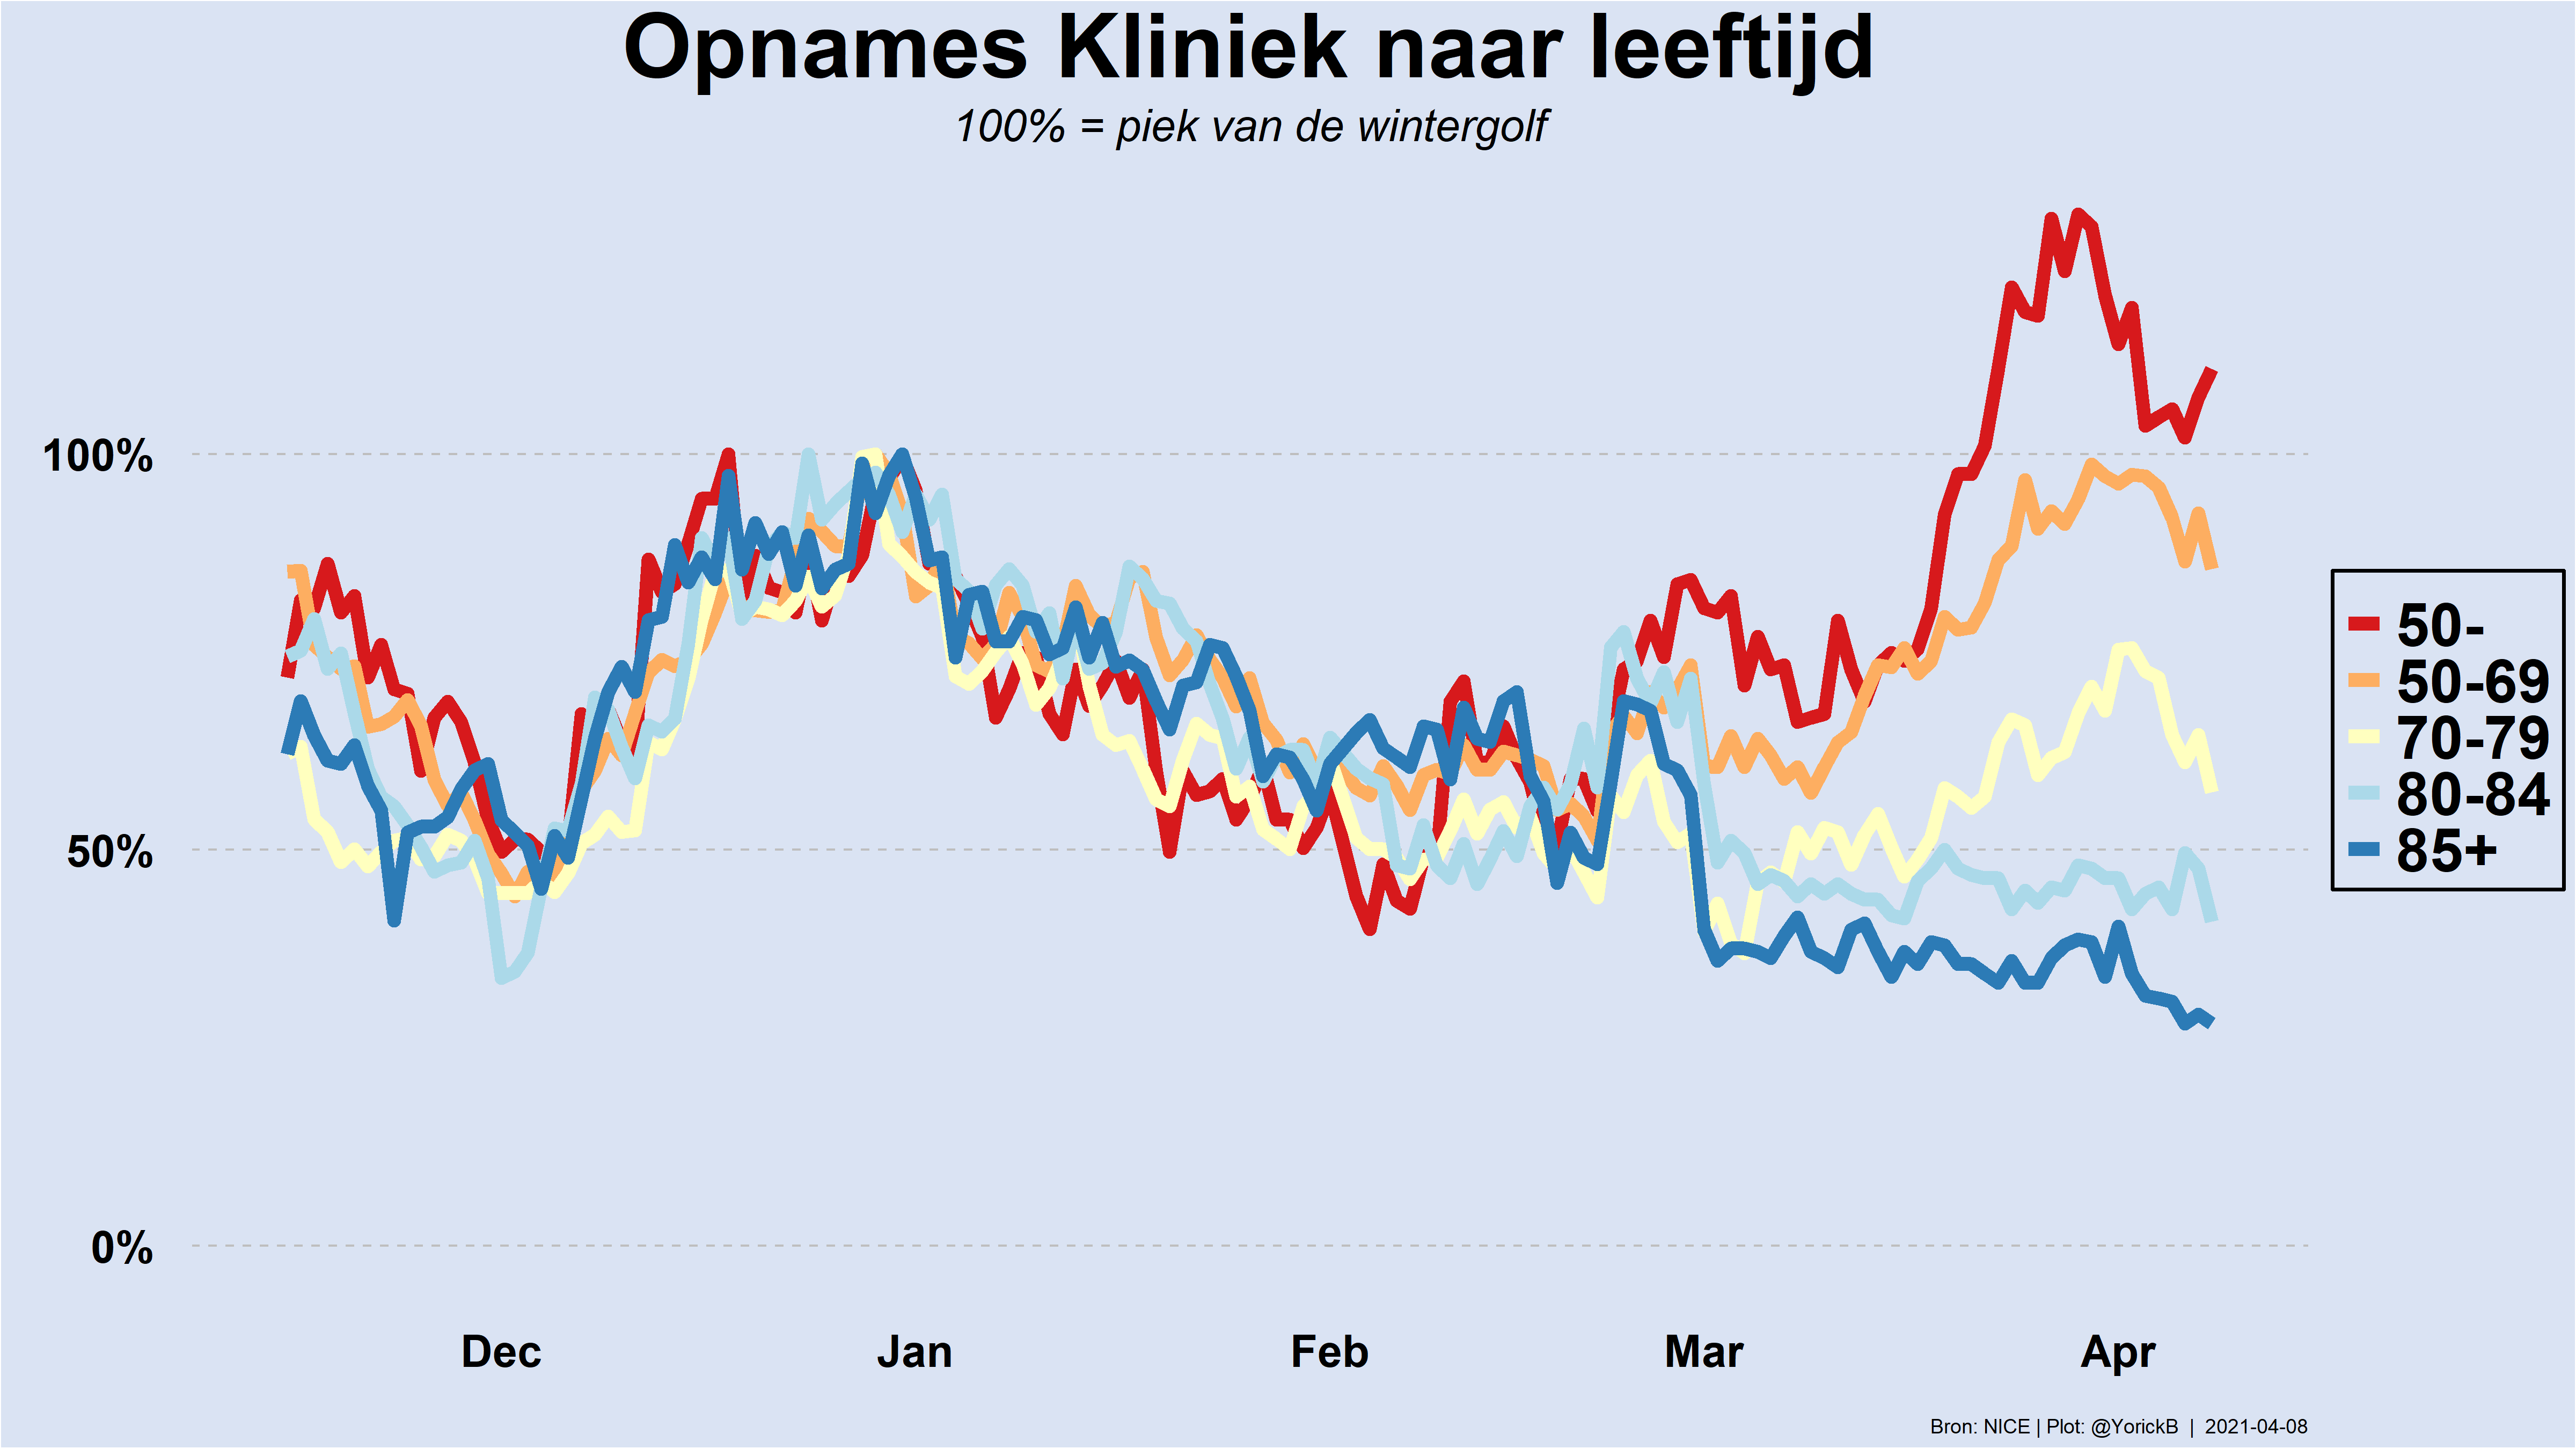 Opnames Kliniek naar leeftijd
100% = piek van de wintergolf
100%
50%
0%
50-
50-69
70-79
80-84
85+
Dec Jan Feb Mar Apr
Bron: NICE | Plot: @YorickB | 2021-04-08